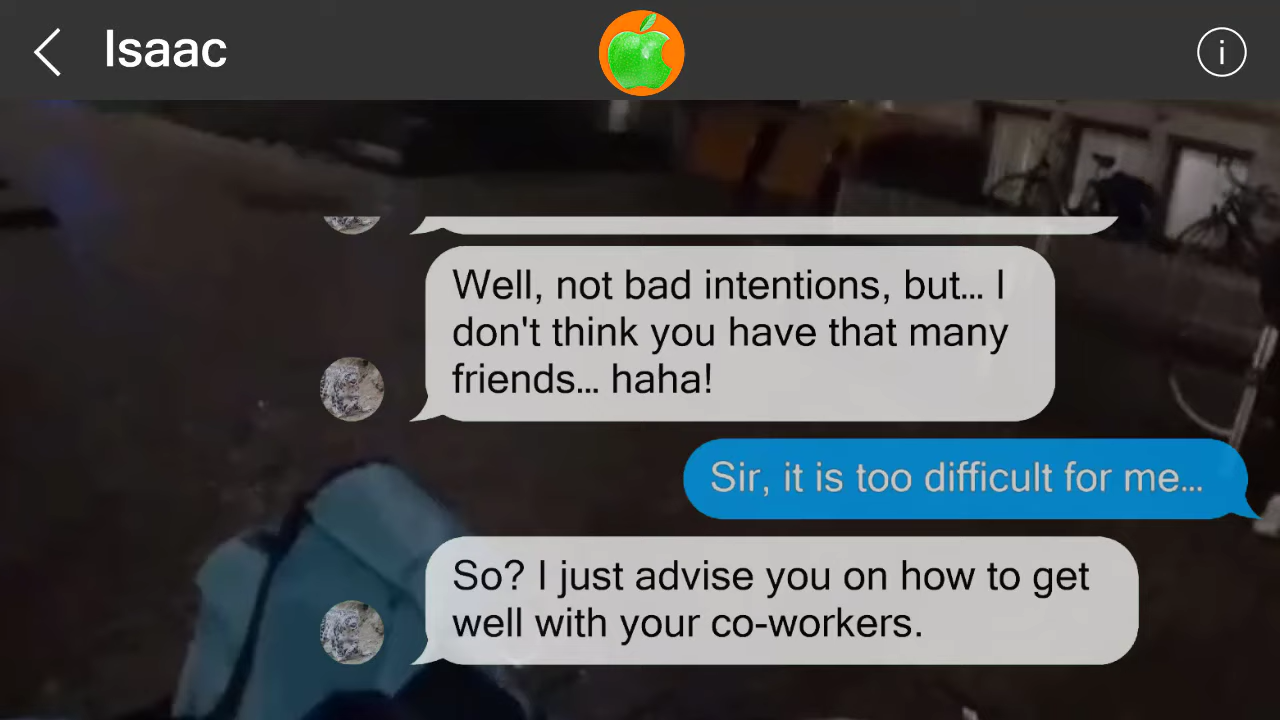 Isaac
i
Well, not bad intentions, but... I
don't think you have that many
friends... haha!
Sir, it is too difficult for me...
So? I just advise you on how to get
well with your co-workers.